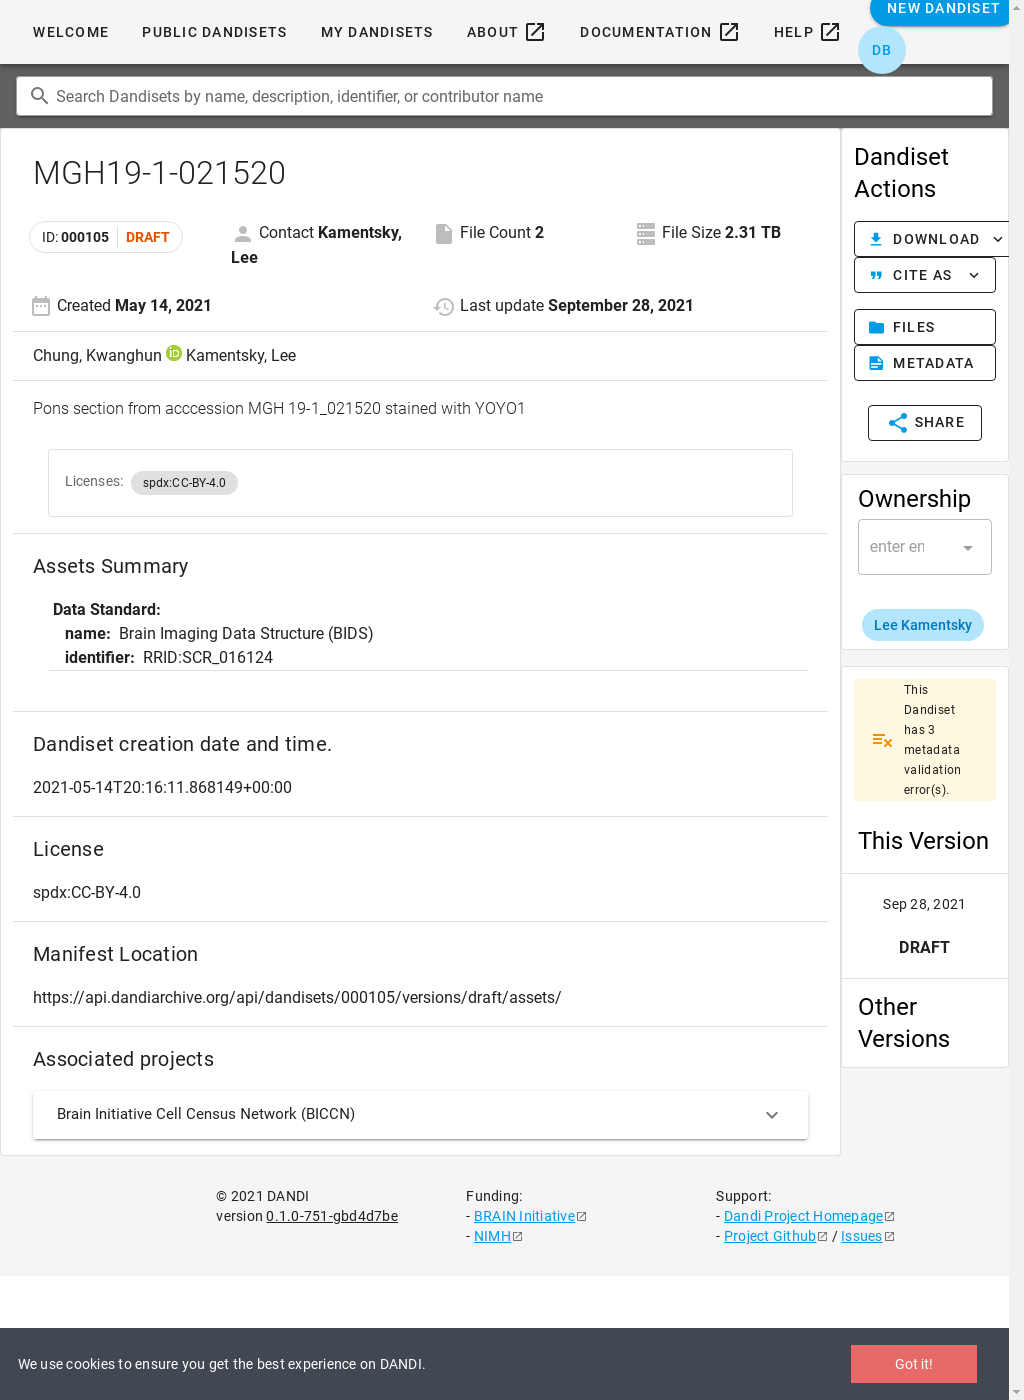 WELCOME PUBLIC DANDISETS MY DANDISETS ABOUT DOCUMENTATION HELP NEW DANDISET
DB
Search Dandisets by name, description, identifier, or contributor name
MGH19-1-021520
ID: 000105 DRAFT
Contact Kamentsky, Lee
File Count 2
File Size 2.31 TB
Created May 14, 2021
Last update September 28, 2021
Chung, Kwanghun iD Kamentsky, Lee
Pons section from acccession MGH 19-1_021520 stained with YOYO1
Licenses: spdx:CC-BY-4.0
Assets Summary
Data Standard:
name: Brain Imaging Data Structure (BIDS)
identifier: RRID:SCR_016124
Dandiset creation date and time.
2021-05-14T20:16:11.868149+00:00
License
spdx:CC-BY-4.0
Manifest Location
https://api.dandiarchive.org/api/dandisets/000105/versions/draft/assets/
Associated projects
Brain Initiative Cell Census Network (BICCN)
Dandiset
Actions
DOWNLOAD
CITE AS
FILES
METADATA
SHARE
Ownership
enter en
Lee Kamentsky
This
Dandiset
has 3
metadata
validation
error(s).
This Version
Sep 28, 2021
DRAFT
Other
Versions
© 2021 DANDI
version 0.1.0-751-gbd4d7be
Funding:
- BRAIN Initiative
- NIMH
Support:
- Dandi Project Homepage
- Project Github / Issues
We use cookies to ensure you get the best experience on DANDI.
Got it!